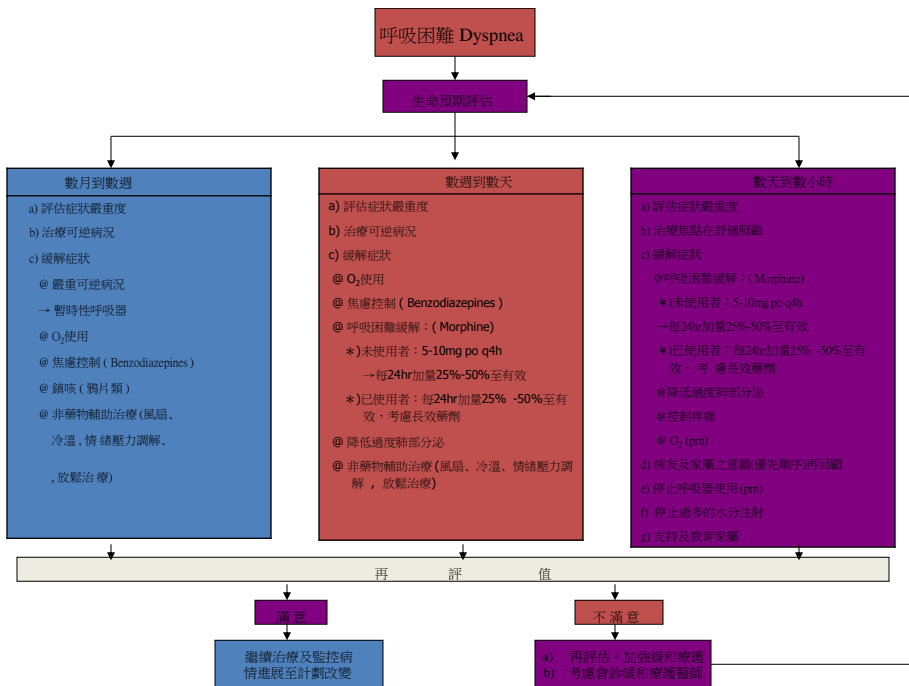 呼吸困難 Dyspnea
生命預期評估
數月到數週
a) 評估症狀嚴重度
b) 治療可逆病況
c) 緩解症狀
@ 嚴重可逆病況
→ 暫時性呼吸器
@ O₂使用
@ 焦慮控制 ( Benzodiazepines )
@ 鎮咳 ( 鴉片類 )
@ 非藥物輔助治療 (風扇、
冷溫 , 情 緒壓力調解、
, 放鬆治 療)
數週到數天
a) 評估症狀嚴重度
b) 治療可逆病況
c) 緩解症狀
@ O₂使用
@ 焦慮控制 ( Benzodiazepines )
@ 呼吸困難緩解：(Morphine)
＊)未使用者：5-10mg po q4h
→每24hr加量25%-50%至有效
＊)已使用者：每24hr加量25% -50%至有
效，考慮長效藥劑
@ 降低過度肺部分泌
@ 非藥物輔助治療 (風扇、冷溫、情緒壓力調
解 , 放鬆治療)
數天到數小時
a) 評估症狀嚴重度
b) 治療焦點在舒適照顧
c) 緩解症狀
@呼吸困難緩解：( Morphine)
＊)未使用者：5-10mg po q4h
→每24hr加量25%-50%至有效
＊)已使用者：每24hr加量25% -50%至有
效， 考 慮長效藥劑
@降低過度肺部分泌
@控制疼痛
@ O₂ (prn)
d) 病友及家屬之意願(優先順序)再回顧
e) 停止呼吸器使用 (prn)
f) 停止過多的水分注射
g) 支持及教育家屬
再 評 值
滿 意
不 滿 意
繼續治療及監控病
情進展至計劃改變
a) 再評估，加強緩和療護
b) 考慮會診緩和療護醫師